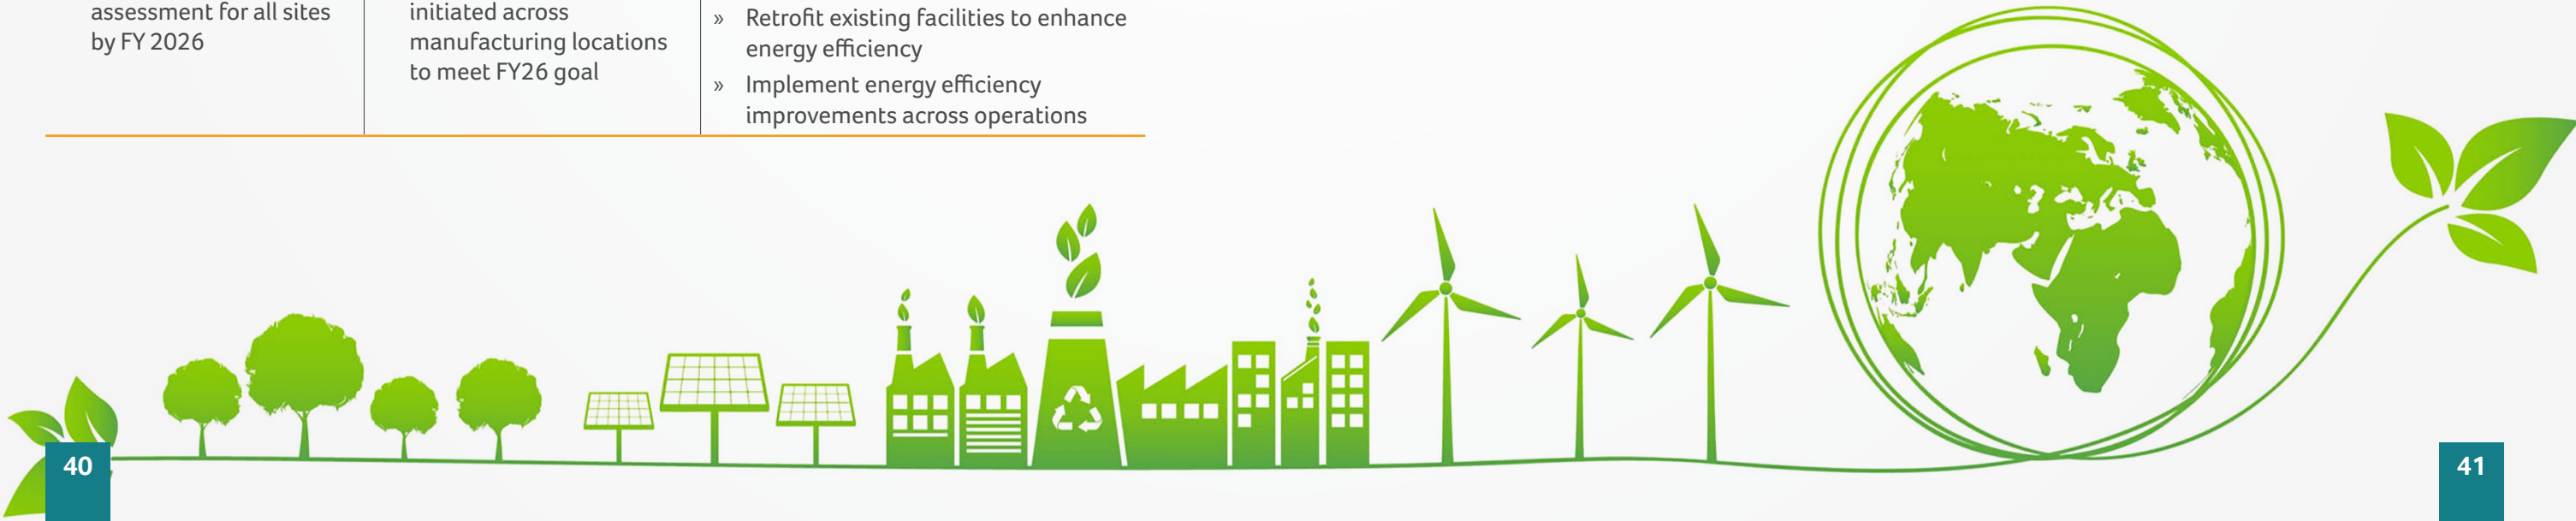 assessment for all sites
by FY 2026
initiated across
manufacturing locations
to meet FY26 goal
» Retrofit existing facilities to enhance
energy efficiency
» Implement energy efficiency
improvements across operations
40
41